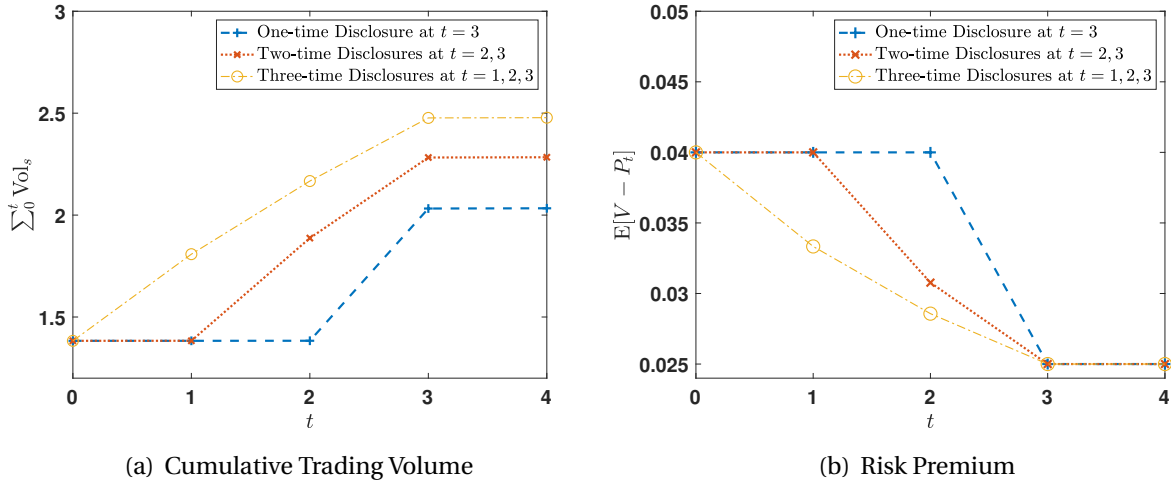 3
2.5
2
1.5
0
1
2
3
4
t
∑₀ᵗ Volₛ
One-time Disclosure at t = 3
Two-time Disclosures at t = 2, 3
Three-time Disclosures at t = 1, 2, 3
(a) Cumulative Trading Volume
0.05
0.045
0.04
0.035
0.03
0.025
0
1
2
3
4
t
E[V − Pₜ]
One-time Disclosure at t = 3
Two-time Disclosures at t = 2, 3
Three-time Disclosures at t = 1, 2, 3
(b) Risk Premium